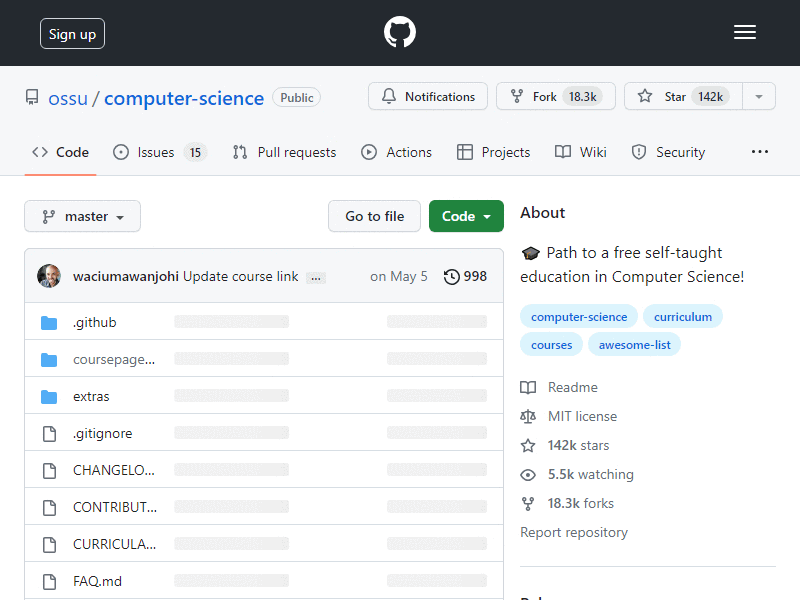 Sign up
ossu / computer-science Public
Notifications
Fork 18.3k
Star 142k
Code
Issues 15
Pull requests
Actions
Projects
Wiki
Security
master
Go to file
Code
waciumawanjohi Update course link ... on May 5 998
.github
coursepage...
extras
.gitignore
CHANGELO...
CONTRIBUT...
CURRICULA...
FAQ.md
About
🎓 Path to a free self-taught
education in Computer Science!
computer-science curriculum
courses awesome-list
Readme
MIT license
142k stars
5.5k watching
18.3k forks
Report repository